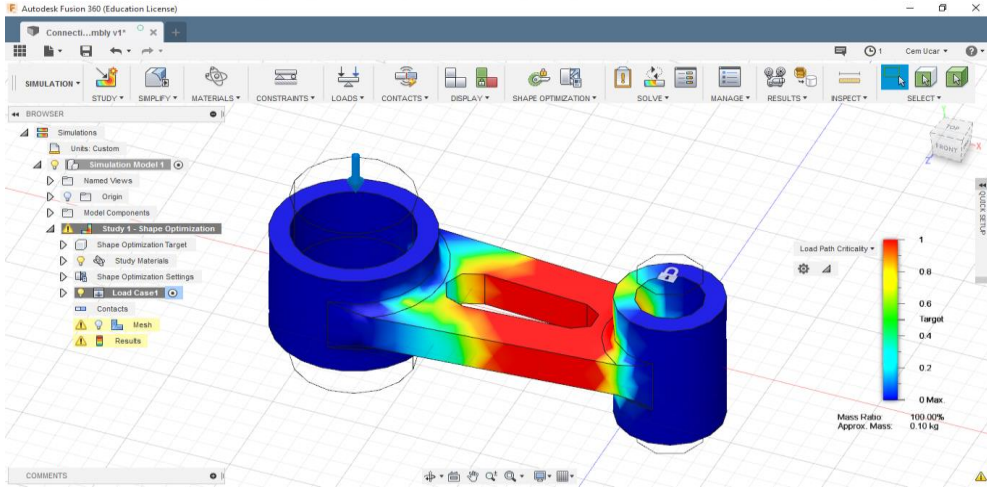 Autodesk Fusion 360 (Education License)
Connecti...mbly v1*
1
Cem Ucar
SIMULATION
STUDY
SIMPLIFY
MATERIALS
CONSTRAINTS
LOADS
CONTACTS
DISPLAY
SHAPE OPTIMIZATION
SOLVE
MANAGE
RESULTS
INSPECT
SELECT
BROWSER
Simulations
Units: Custom
Simulation Model 1
Named Views
Origin
Model Components
Study 1 - Shape Optimization
Shape Optimization Target
Study Materials
Shape Optimization Settings
Load Case1
Contacts
Mesh
Results
TOP
FRONT
X
Z
QUICK SETUP
Load Path Criticality
1
0.8
0.6
Target
0.4
0.2
0 Max.
Mass Ratio: 100.00%
Approx. Mass: 0.10 kg
COMMENTS